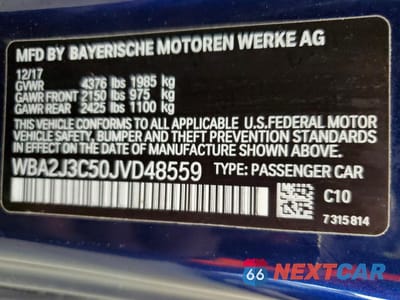 MFD BY BAYERISCHE MOTOREN WERKE AG
12/17
GVWR 4376 lbs 1985 kg
GAWR FRONT 2150 lbs 975 kg
GAWR REAR 2425 lbs 1100 kg
THIS VEHICLE CONFORMS TO ALL APPLICABLE U.S.FEDERAL MOTOR
VEHICLE SAFETY, BUMPER, AND THEFT PREVENTION STANDARDS
IN EFFECT ON THE DATE OF MANUFACTURE SHOWN ABOVE.
WBA2J3C50JVD48559 TYPE: PASSENGER CAR
C10
7 315 814
66 NEXTCAR